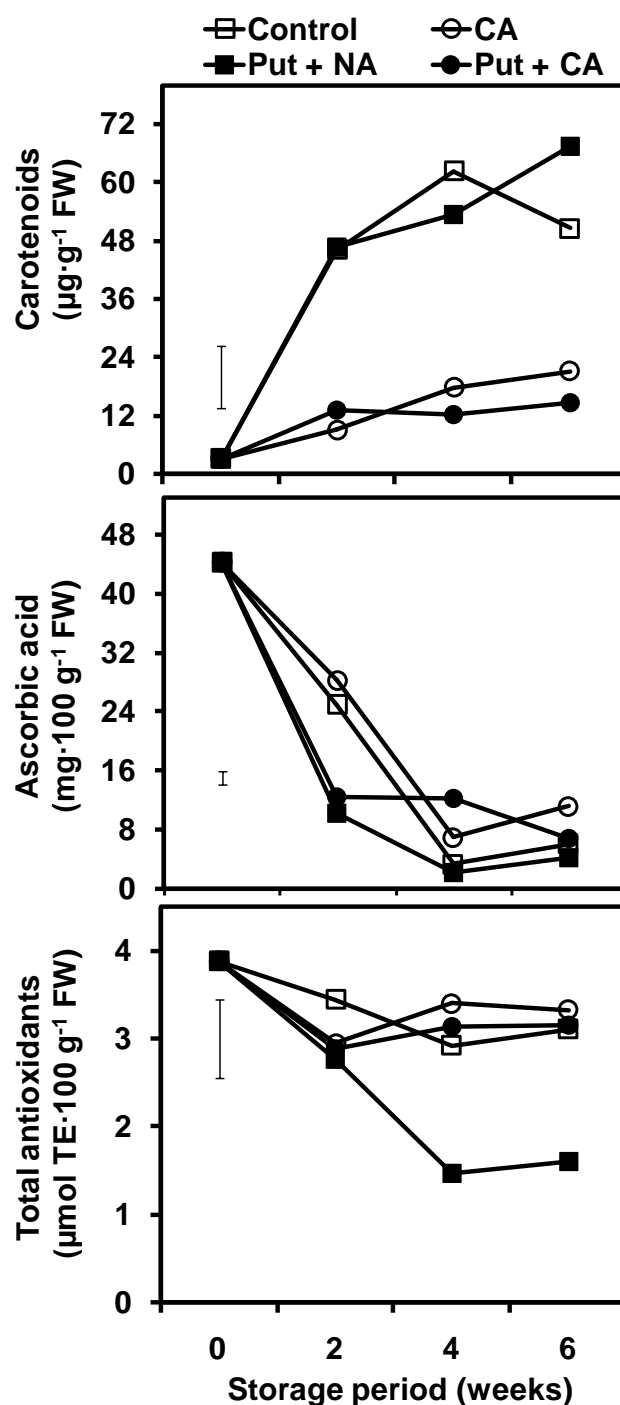 Control CA
Put + NA Put + CA
Carotenoids
(µg·g⁻¹ FW)
72
60
48
36
24
12
0
Ascorbic acid
(mg·100 g⁻¹ FW)
48
44
32
24
16
8
0
Total antioxidants
(µmol TE·100 g⁻¹ FW)
4
3
2
1
0
0 2 4 6
Storage period (weeks)